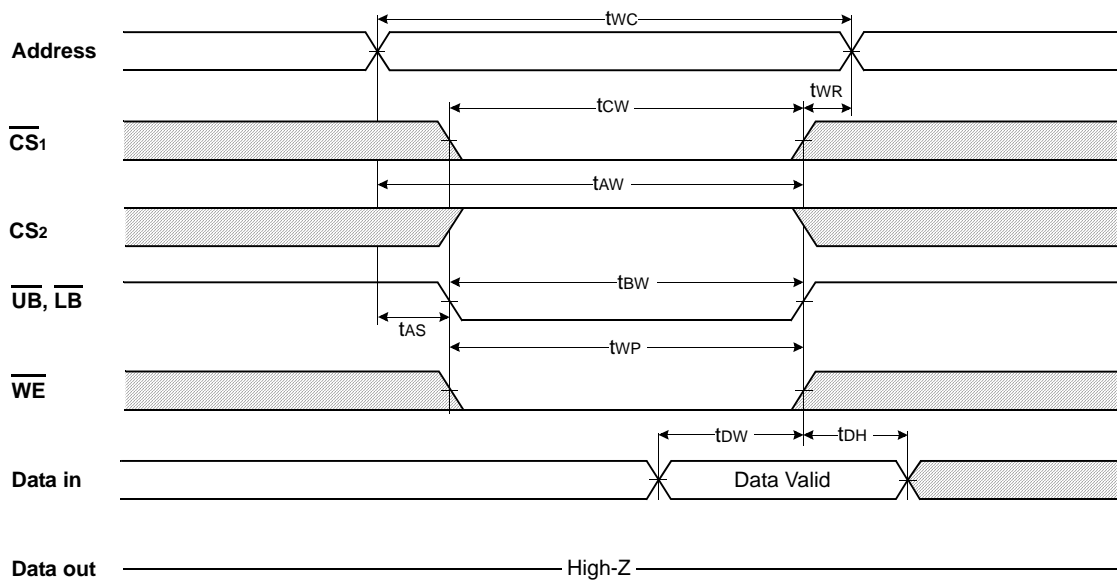 tWC
Address
tWR
tCW
CS1
tAW
CS2
tBW
UB, LB
tAS
tWP
WE
tDW
tDH
Data in
Data Valid
Data out
High-Z